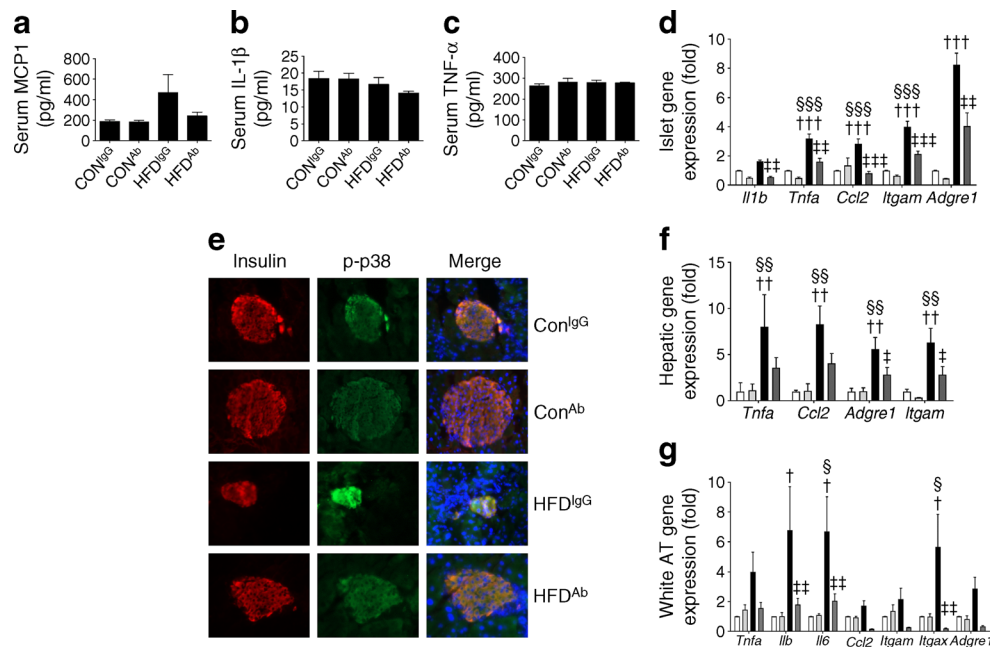 a
Serum MCP1
(pg/ml)
800
600
400
200
0
CONIgG
CONAb
HFDIgG
HFDAb
b
Serum IL-1β
(pg/ml)
25
20
15
10
5
0
CONIgG
CONAb
HFDIgG
HFDAb
c
Serum TNF-α
(pg/ml)
400
300
200
100
0
CONIgG
CONAb
HFDIgG
HFDAb
d
Islet gene
expression (fold)
10
8
6
4
2
0
‡‡
§§§
†††
‡‡
§§§
†††
‡‡‡
§§§
†††
‡‡‡
†††
‡‡
Il1b Tnfa Ccl2 Itgam Adgre1
e
Insulin p-p38 Merge
ConIgG
ConAb
HFDIgG
HFDAb
f
Hepatic gene
expression (fold)
15
10
5
0
§§
††
§§
††
§§
††
‡
§§
††
‡
Tnfa Ccl2 Adgre1 Itgam
g
White AT gene
expression (fold)
10
8
6
4
2
0
†
‡‡
§
†
‡‡
§
†
‡‡
Tnfa Ilb Il6 Ccl2 Itgam Itgax Adgre1